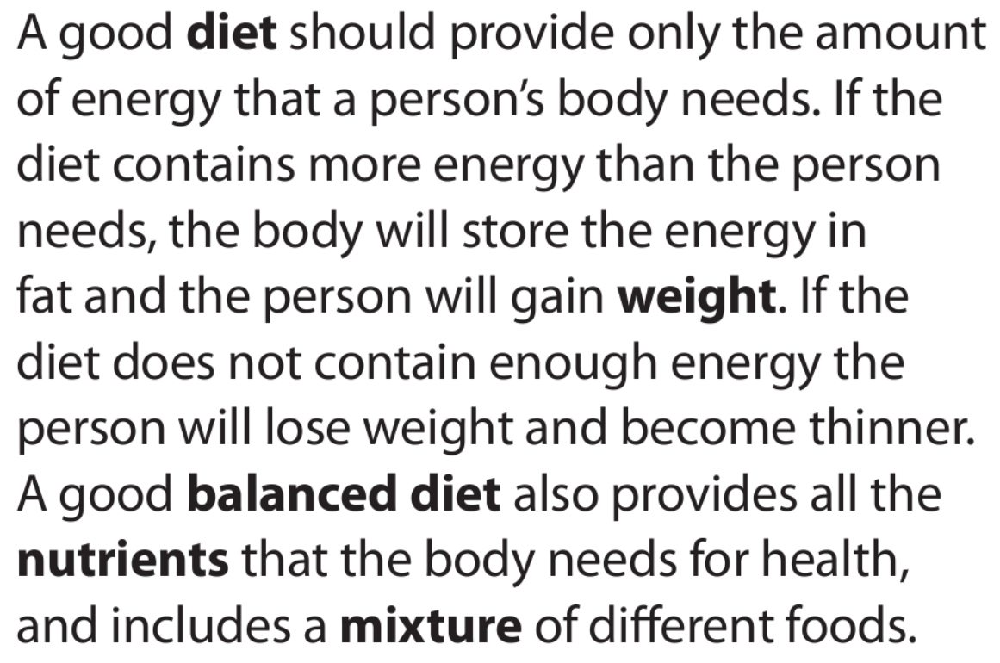 A good diet should provide only the amount
of energy that a person’s body needs. If the
diet contains more energy than the person
needs, the body will store the energy in
fat and the person will gain weight. If the
diet does not contain enough energy the
person will lose weight and become thinner.
A good balanced diet also provides all the
nutrients that the body needs for health,
and includes a mixture of different foods.